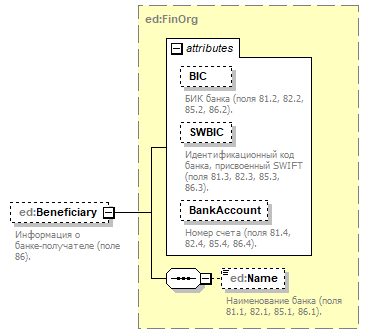 ed:FinOrg
attributes
BIC
БИК банка (поля 81.2, 82.2,
85.2, 86.2).
SWBIC
Идентификационный код
банка, присвоенный SWIFT
(поля 81.3, 82.3, 85.3,
86.3).
BankAccount
Номер счета (поля 81.4,
82.4, 85.4, 86.4).
ed:Beneficiary
Информация о
банке-получателе (поле
86).
ed:Name
Наименование банка (поля
81.1, 82.1, 85.1, 86.1).